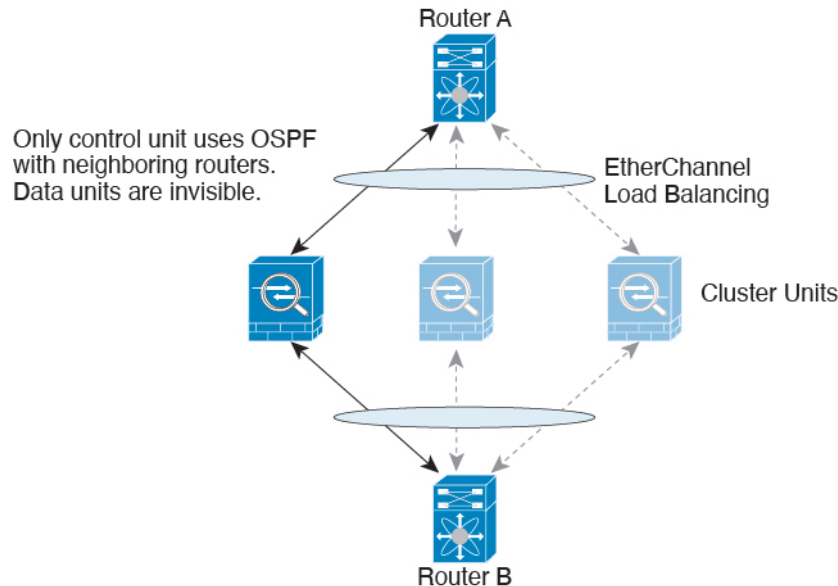 Router A
Only control unit uses OSPF
with neighboring routers.
Data units are invisible.
EtherChannel
Load Balancing
Cluster Units
Router B